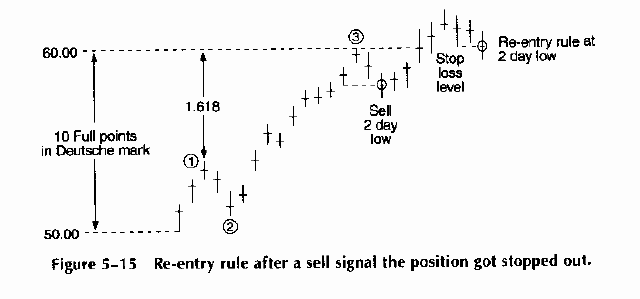 60.00
③
Re-entry rule at
2 day low
Stop
loss
level
1.618
Sell
2 day
low
10 Full points
in Deutsche mark
①
②
50.00
Figure 5–15 Re-entry rule after a sell signal the position got stopped out.